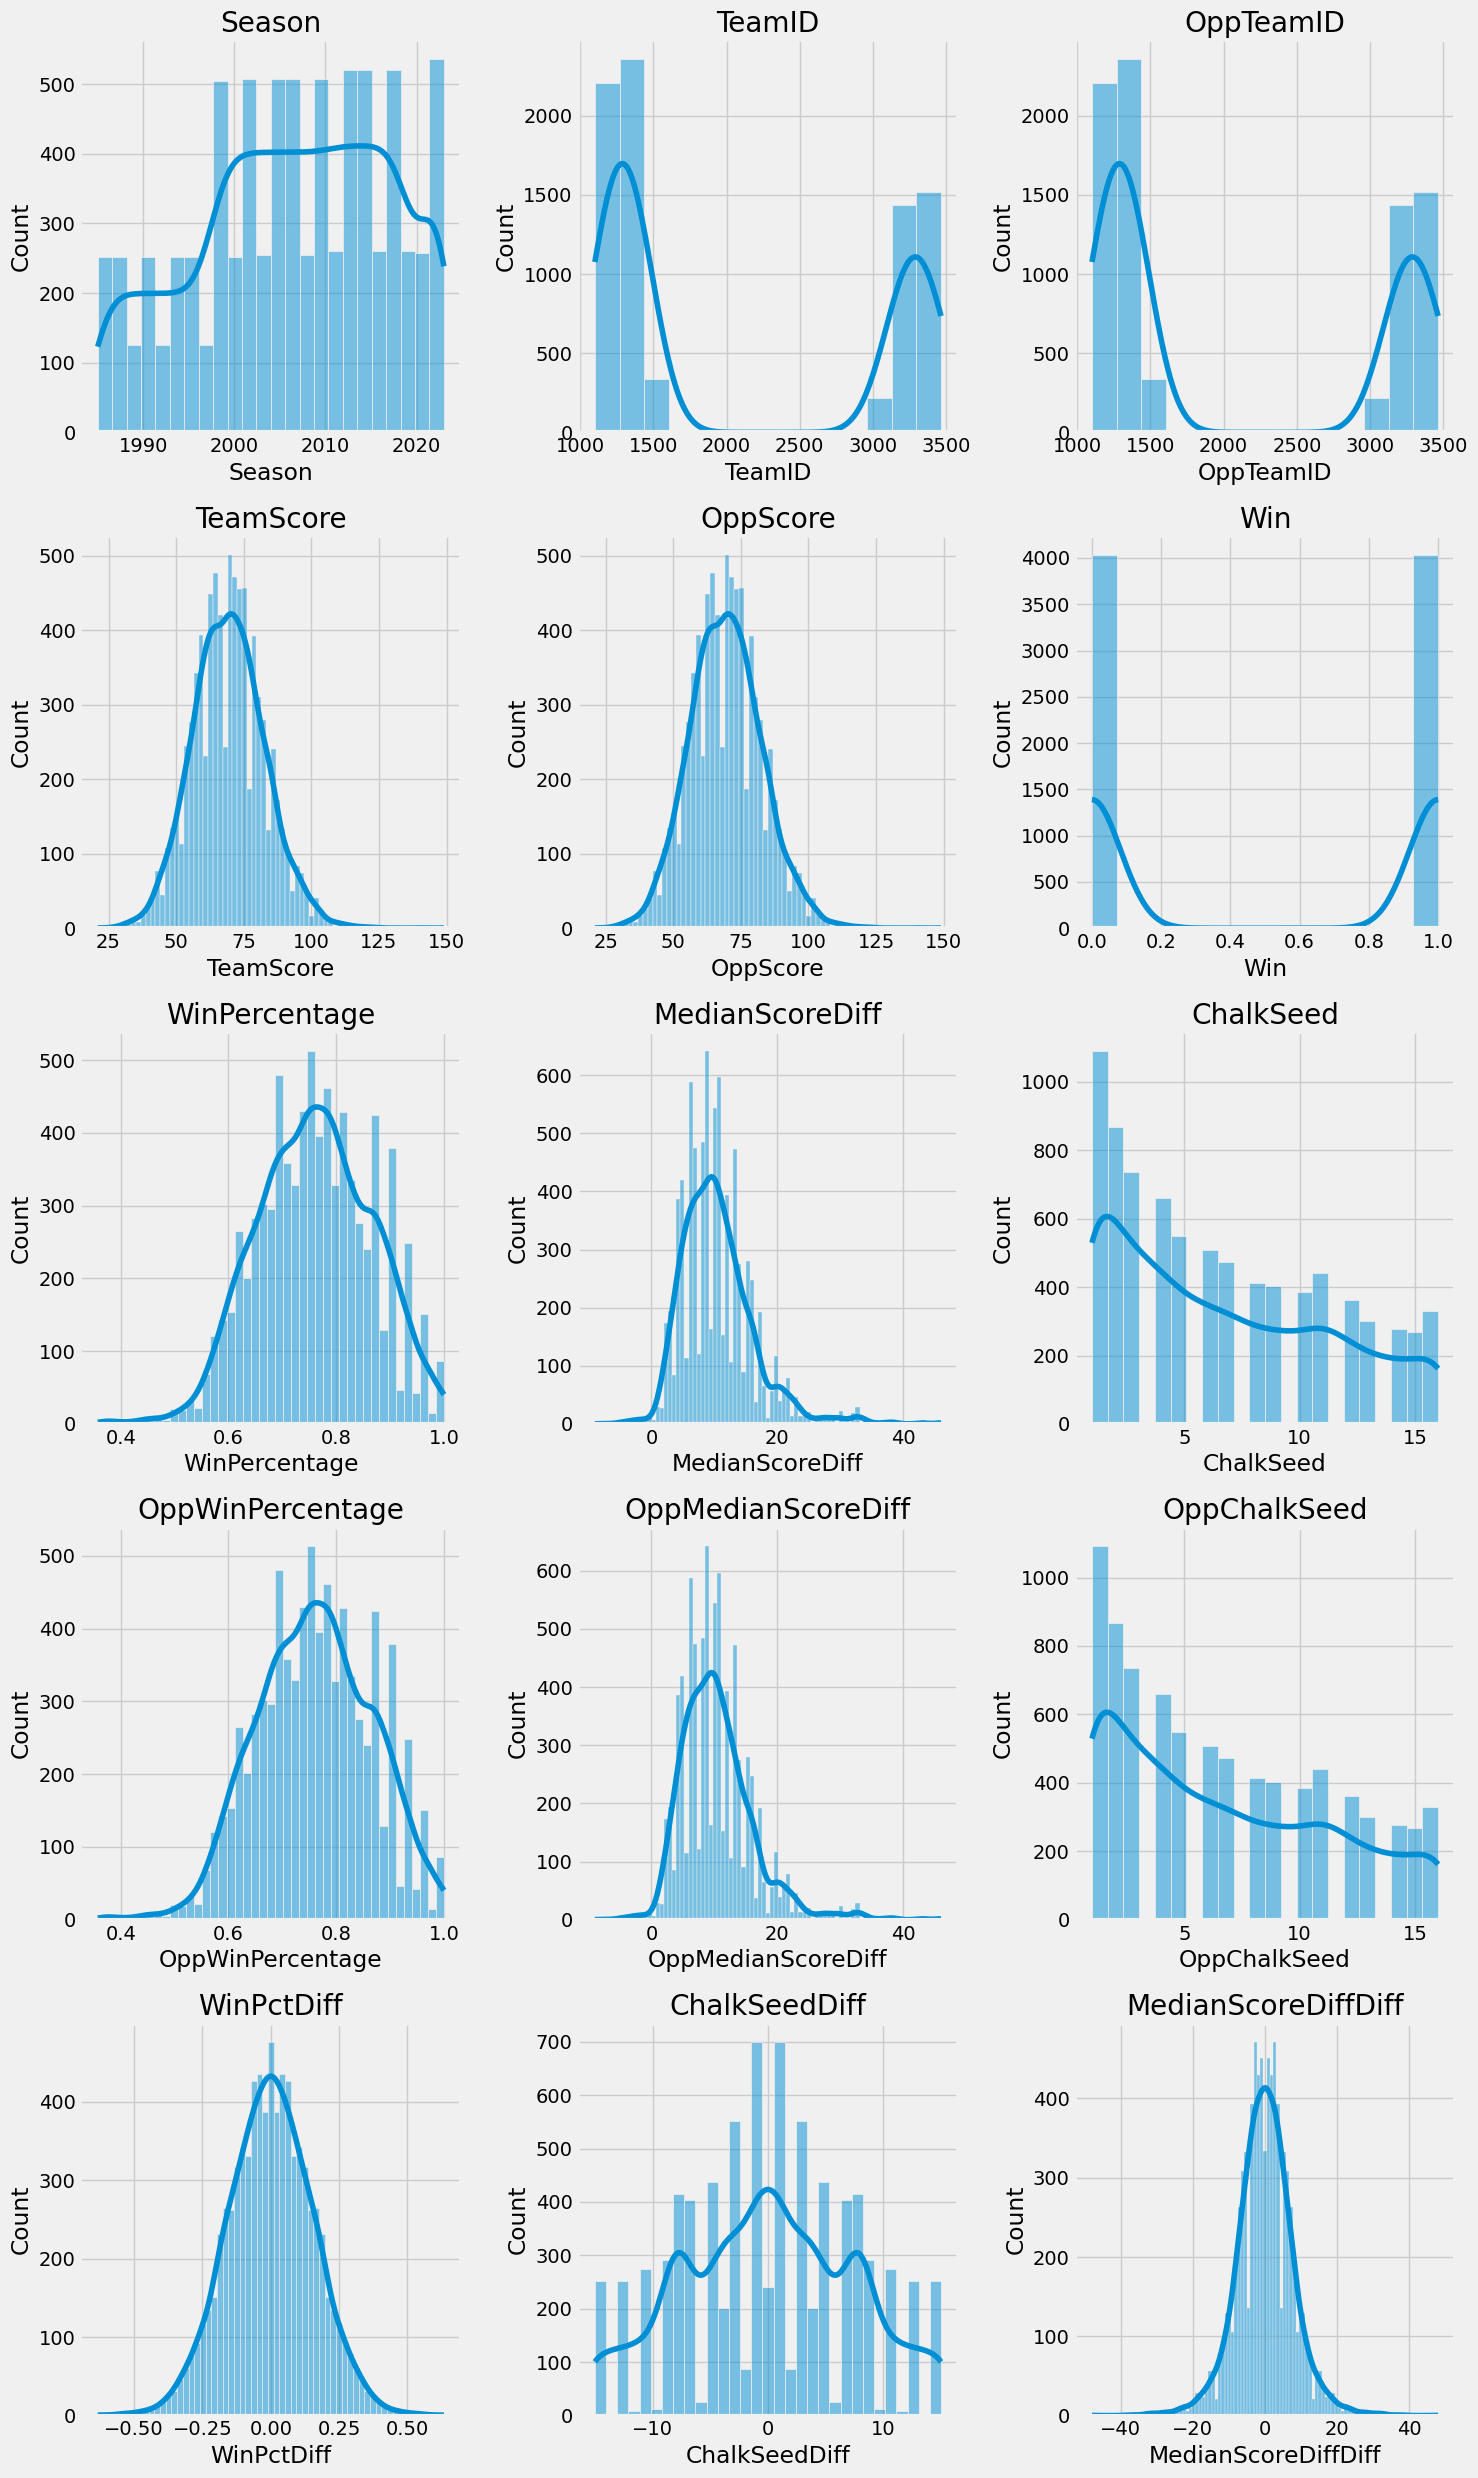 Season TeamID OppTeamID
Count 0 100 200 300 400 500
1990 2000 2010 2020
Season
Count 0 500 1000 1500 2000
1000 1500 2000 2500 3000 3500
TeamID
Count 0 500 1000 1500 2000
1000 1500 2000 2500 3000 3500
OppTeamID
TeamScore OppScore Win
Count 0 100 200 300 400 500
25 50 75 100 125 150
TeamScore
Count 0 100 200 300 400 500
25 50 75 100 125 150
OppScore
Count 0 500 1000 1500 2000 2500 3000 3500 4000
0.0 0.2 0.4 0.6 0.8 1.0
Win
WinPercentage MedianScoreDiff ChalkSeed
Count 0 100 200 300 400 500
0.4 0.6 0.8 1.0
WinPercentage
Count 0 100 200 300 400 500 600
0 20 40
MedianScoreDiff
Count 0 200 400 600 800 1000
5 10 15
ChalkSeed
OppWinPercentage OppMedianScoreDiff OppChalkSeed
Count 0 100 200 300 400 500
0.4 0.6 0.8 1.0
OppWinPercentage
Count 0 100 200 300 400 500 600
0 20 40
OppMedianScoreDiff
Count 0 200 400 600 800 1000
5 10 15
OppChalkSeed
WinPctDiff ChalkSeedDiff MedianScoreDiffDiff
Count 0 100 200 300 400
−0.50 −0.25 0.00 0.25 0.50
WinPctDiff
Count 0 100 200 300 400 500 600 700
−10 0 10
ChalkSeedDiff
Count 0 100 200 300 400
−40 −20 0 20 40
MedianScoreDiffDiff